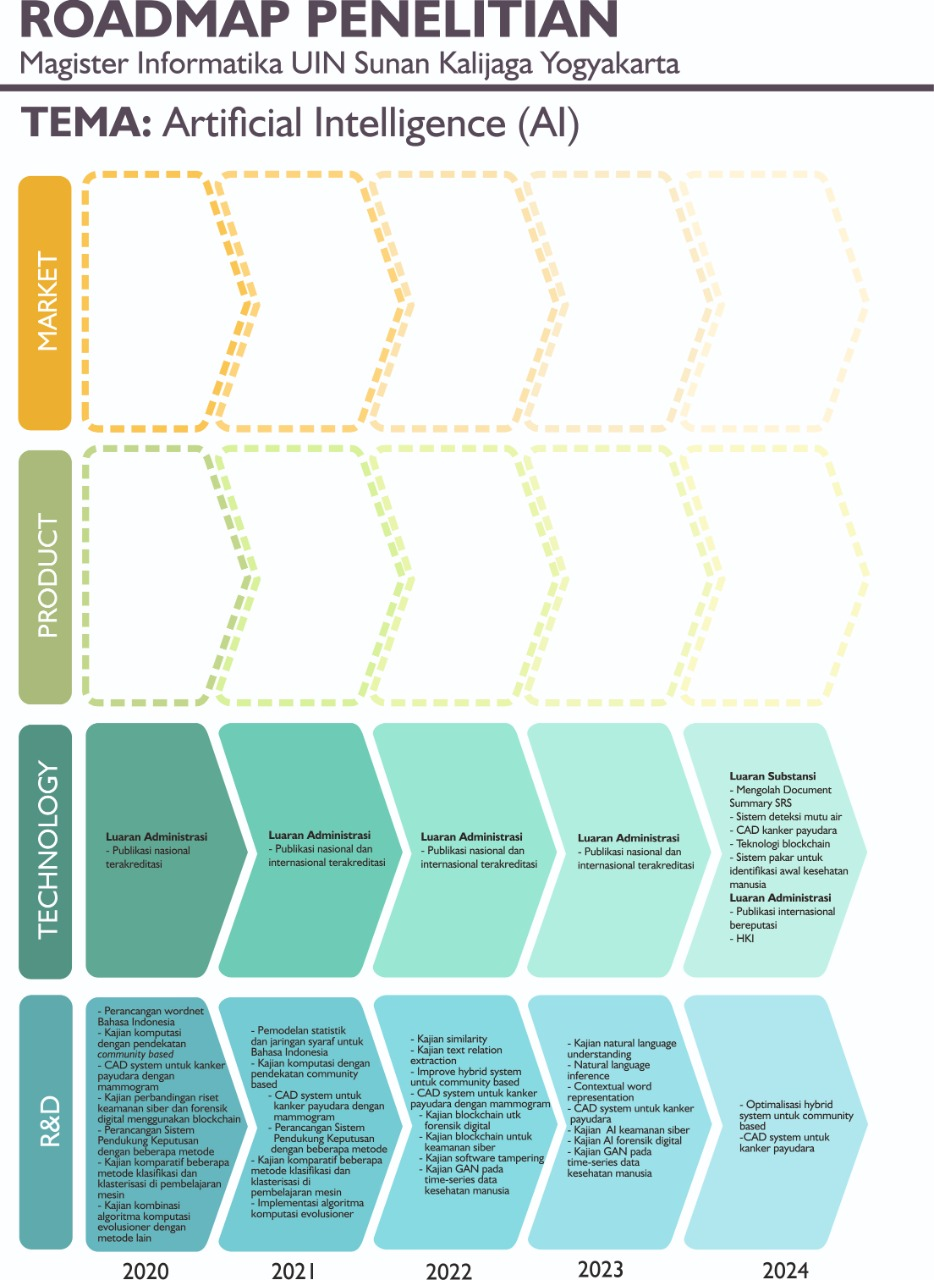 ROADMAP PENELITIAN
Magister Informatika UIN Sunan Kalijaga Yogyakarta
TEMA: Artificial Intelligence (AI)
MARKET
PRODUCT
TECHNOLOGY
Luaran Administrasi
- Publikasi nasional
terakreditasi
Luaran Administrasi
- Publikasi nasional dan
internasional terakreditasi
Luaran Administrasi
- Publikasi nasional dan
internasional terakreditasi
Luaran Administrasi
- Publikasi nasional dan
internasional terakreditasi
Luaran Substansi
- Mengolah Document
Summary SRS
- Sistem deteksi mutu air
- CAD kanker payudara
- Teknologi blockchain
- Sistem pakar untuk
identifikasi awal kesehatan
manusia
Luaran Administrasi
- Publikasi internasional
bereputasi
- HKI
R&D
- Perancangan wordnet
Bahasa Indonesia
- Kajian komputasi
dengan pendekatan
community based
- CAD system untuk kanker
payudara dengan
mammogram
- Kajian perbandingan riset
keamanan siber dan forensik
digital menggunakan blockchain
- Perancangan Sistem
Pendukung Keputusan
dengan beberapa metode
- Kajian komparatif beberapa
metode klasifikasi dan
klasterisasi di pembelajaran
mesin
- Kajian kombinasi
algoritma komputasi
evolusioner dengan
metode lain
- Pemodelan statistik
dan jaringan syaraf untuk
Bahasa Indonesia
- Kajian komputasi dengan
pendekatan community
based
- CAD system untuk
kanker payudara dengan
mammogram
- Perancangan Sistem
Pendukung Keputusan
dengan beberapa metode
- Kajian komparatif beberapa
metode klasifikasi dan
klasterisasi di
pembelajaran mesin
- Implementasi algoritma
komputasi evolusioner
- Kajian similarity
- Kajian text relation
extraction
- Improve hybrid system
untuk community based
- CAD system untuk kanker
payudara dengan mammogram
- Kajian blockchain utk
forensik digital
- Kajian blockchain untuk
keamanan siber
- Kajian software tampering
- Kajian GAN pada
time-series data
kesehatan manusia
- Kajian natural language
understanding
- Natural language
inference
- Contextual word
representation
- CAD system untuk kanker
payudara
- Kajian AI keamanan siber
- Kajian AI forensik digital
- Kajian GAN pada
time-series data
kesehatan manusia
- Optimalisasi hybrid
system untuk community
based
-CAD system untuk
kanker payudara
2020
2021
2022
2023
2024